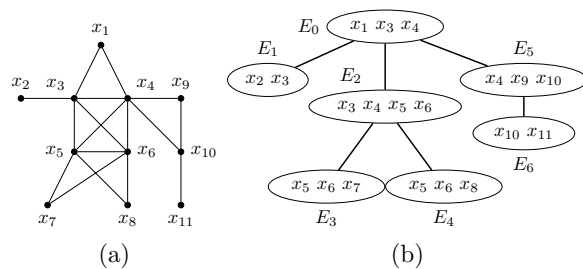 x1
x2 x3 x4 x9
x5 x6 x10
x7 x8 x11
(a)
E0 x1 x3 x4
E1 E5
x2 x3 E2 x4 x9 x10
x3 x4 x5 x6
x10 x11
E6
x5 x6 x7 x5 x6 x8
E3 E4
(b)